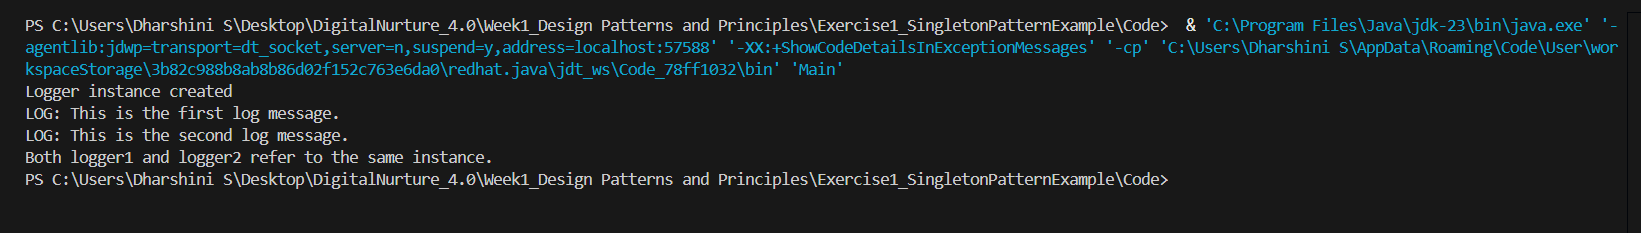 PS C:\Users\Dharshini S\Desktop\DigitalNurture_4.0\Week1_Design Patterns and Principles\Exercise1_SingletonPatternExample\Code>  & 'C:\Program Files\Java\jdk-23\bin\java.exe' '-
agentlib:jdwp=transport=dt_socket,server=n,suspend=y,address=localhost:57588' '-XX:+ShowCodeDetailsInExceptionMessages' '-cp' 'C:\Users\Dharshini S\AppData\Roaming\Code\User\wor
kspaceStorage\3b82c988b8ab8b86d02f152c763e6da0\redhat.java\jdt_ws\Code_78ff1032\bin' 'Main'
Logger instance created
LOG: This is the first log message.
LOG: This is the second log message.
Both logger1 and logger2 refer to the same instance.
PS C:\Users\Dharshini S\Desktop\DigitalNurture_4.0\Week1_Design Patterns and Principles\Exercise1_SingletonPatternExample\Code>